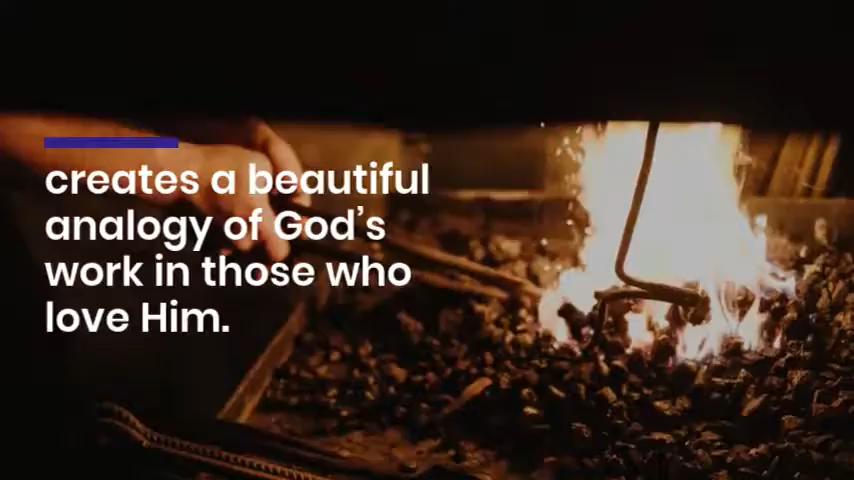 creates a beautiful
analogy of God's
work in those who
love Him.